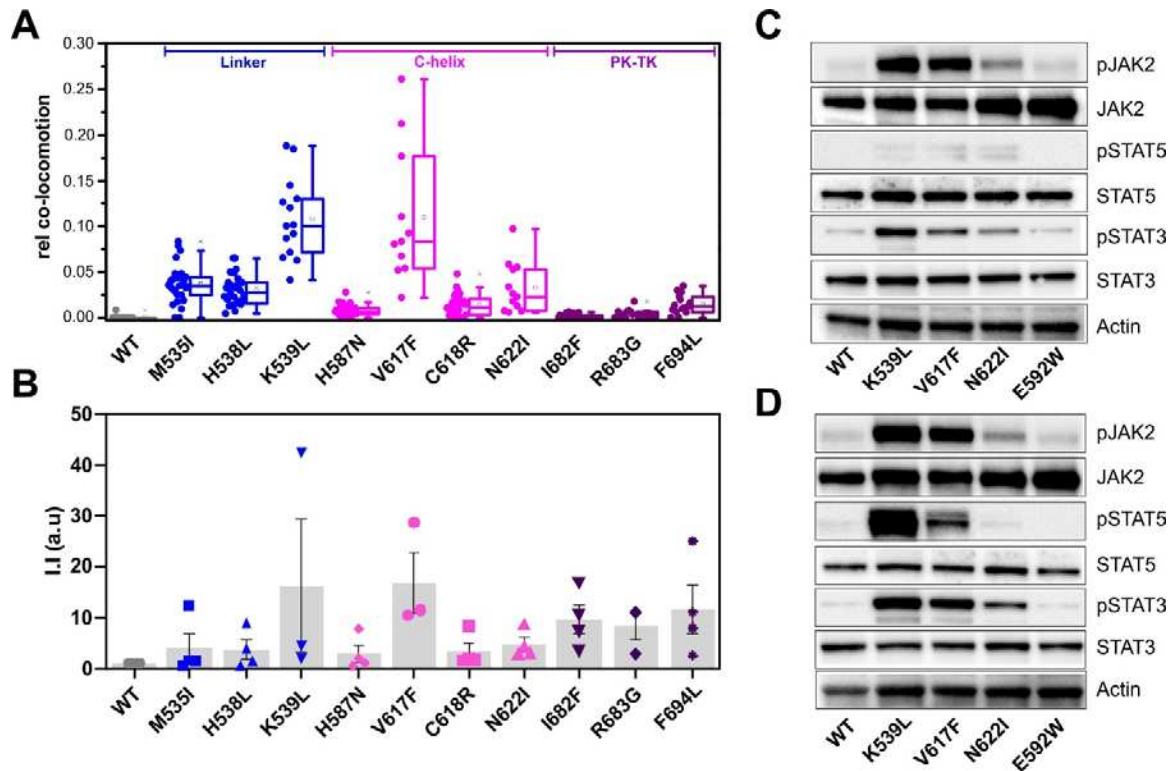 A
0.30
0.25
0.20
0.15
0.10
0.05
0.00
rel co-locomotion
Linker
C-helix
PK-TK
WT
M535I
H538L
K539L
H587N
V617F
C618R
N622I
I682F
R683G
F694L
B
50
40
30
20
10
0
I.I (a.u)
WT
M535I
H538L
K539L
H587N
V617F
C618R
N622I
I682F
R683G
F694L
C
pJAK2
JAK2
pSTAT5
STAT5
pSTAT3
STAT3
Actin
WT
K539L
V617F
N622I
E592W
D
pJAK2
JAK2
pSTAT5
STAT5
pSTAT3
STAT3
Actin
WT
K539L
V617F
N622I
E592W